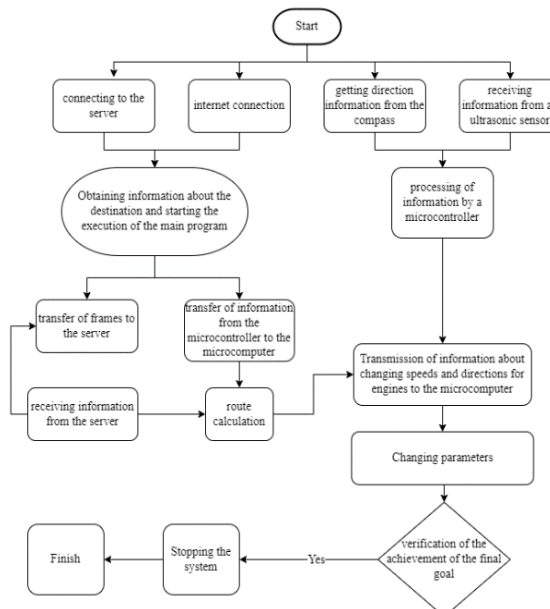 Start
connecting to the
server
internet connection
getting direction
information from the
compass
receiving
information from a
ultrasonic sensor
Obtaining information about the
destination and starting the
execution of the main program
processing of
information by a
microcontroller
transfer of frames to
the server
transfer of information
from the
microcontroller to the
microcomputer
Transmission of information about
changing speeds and directions for
engines to the microcomputer
receiving information
from the server
route
calculation
Changing parameters
verification of the
achievement of the final
goal
Yes
Stopping the
system
Finish